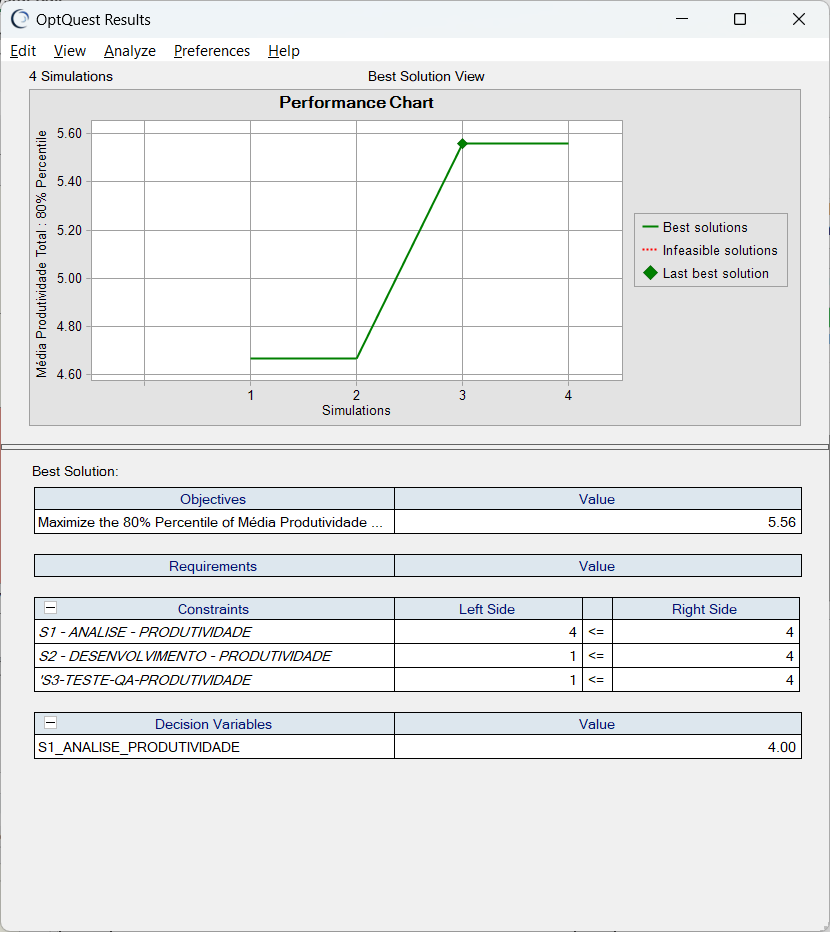 OptQuest Results
Edit View Analyze Preferences Help
4 Simulations Best Solution View
Performance Chart
Média Produtividade Total : 80% Percentile
5.60
5.40
5.20
5.00
4.80
4.60
1 2 3 4
Simulations
Best solutions
Infeasible solutions
Last best solution
Best Solution:
Objectives Value
Maximize the 80% Percentile of Média Produtividade ... 5.56
Requirements Value
Constraints Left Side Right Side
S1 - ANALISE - PRODUTIVIDADE 4 <= 4
S2 - DESENVOLVIMENTO - PRODUTIVIDADE 1 <= 4
'S3-TESTE-QA-PRODUTIVIDADE 1 <= 4
Decision Variables Value
S1_ANALISE_PRODUTIVIDADE 4.00